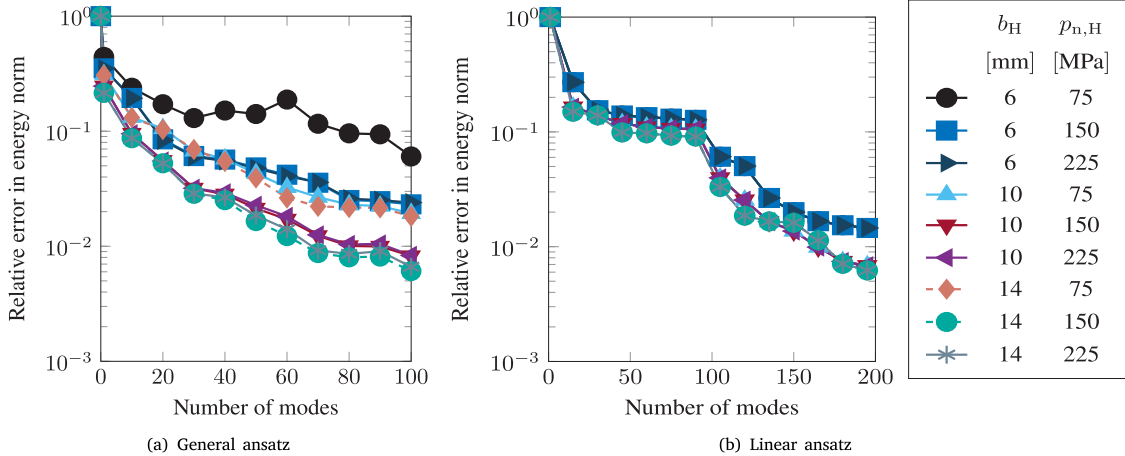 10^0
10^−1
10^−2
10^−3
Relative error in energy norm
0 20 40 60 80 100
Number of modes
(a) General ansatz
10^0
10^−1
10^−2
10^−3
Relative error in energy norm
0 50 100 150 200
Number of modes
(b) Linear ansatz
b_H p_n,H
[mm] [MPa]
6 75
6 150
6 225
10 75
10 150
10 225
14 75
14 150
14 225